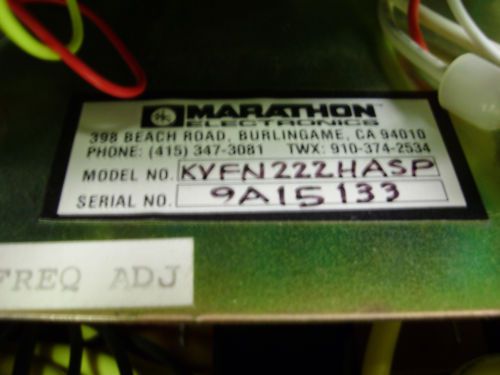 MARATHON
ELECTRONICS
398 BEACH ROAD, BURLINGAME, CA 94010
PHONE: (415) 347-3081 TWX: 910-374-2534
MODEL NO. KYFN222HASP
SERIAL NO. 9A15133
FREQ ADJ